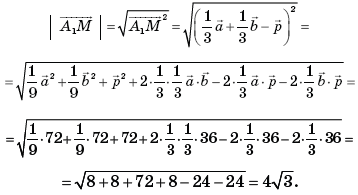 | \overrightarrow{A_1M} | = \sqrt{\overrightarrow{A_1M}^2} = \sqrt{\left(\frac{1}{3}\vec{a}+\frac{1}{3}\vec{b}-\vec{p}\right)^2} =
= \sqrt{\frac{1}{9}\vec{a}^2+\frac{1}{9}\vec{b}^2+\vec{p}^2+2\cdot\frac{1}{3}\cdot\frac{1}{3}\vec{a}\cdot\vec{b}-2\cdot\frac{1}{3}\vec{a}\cdot\vec{p}-2\cdot\frac{1}{3}\vec{b}\cdot\vec{p}} =
= \sqrt{\frac{1}{9}\cdot72+\frac{1}{9}\cdot72+72+2\cdot\frac{1}{3}\cdot\frac{1}{3}\cdot36-2\cdot\frac{1}{3}\cdot36-2\cdot\frac{1}{3}\cdot36} =
= \sqrt{8+8+72+8-24-24} = 4\sqrt{3}.